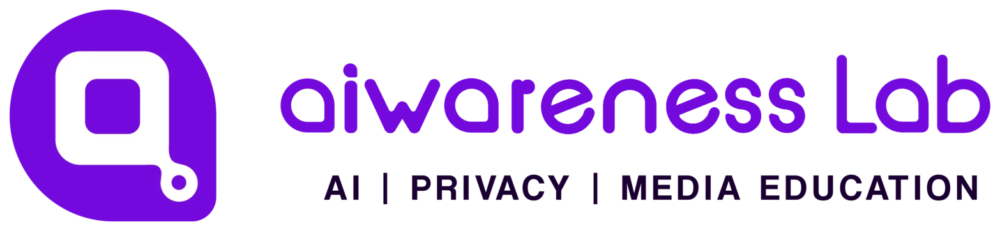 aiwareness Lab
AI | PRIVACY | MEDIA EDUCATION